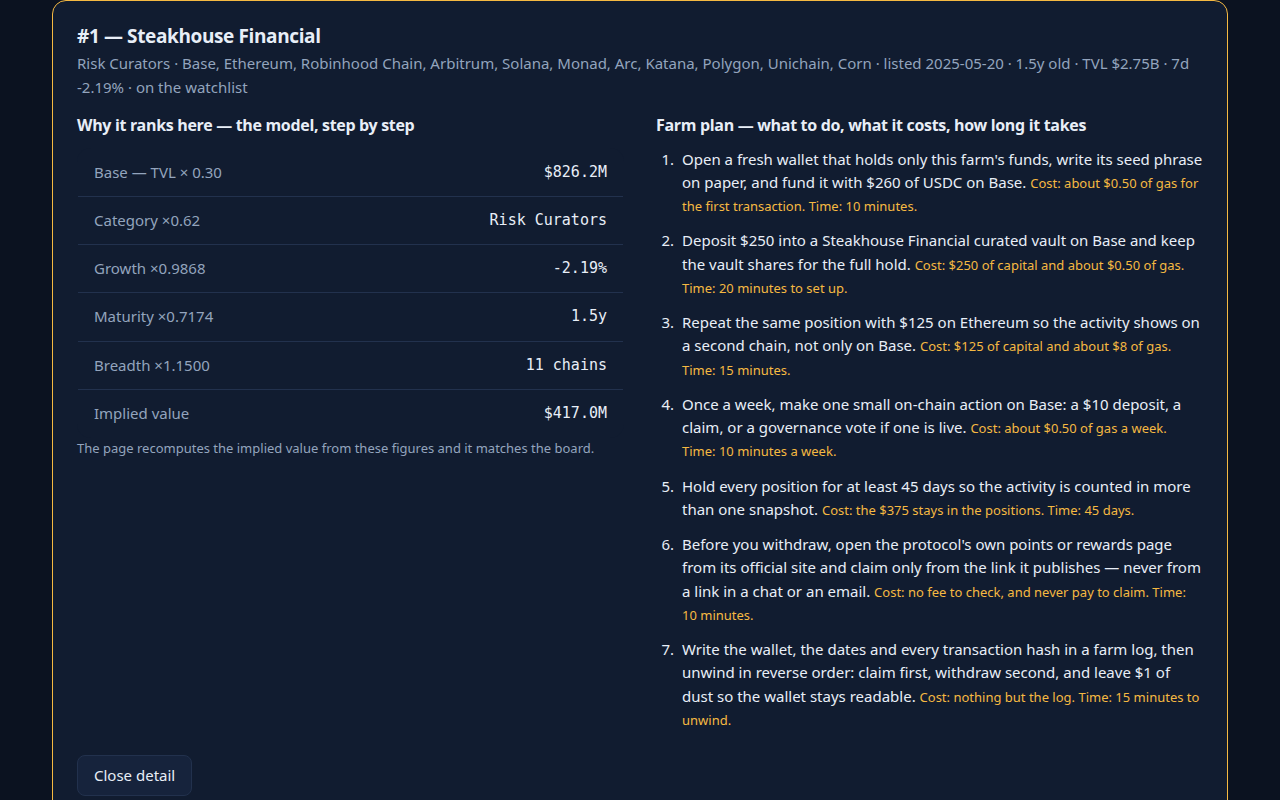 #1 — Steakhouse Financial
Risk Curators · Base, Ethereum, Robinhood Chain, Arbitrum, Solana, Monad, Arc, Katana, Polygon, Unichain, Corn · listed 2025-05-20 · 1.5y old · TVL $2.75B · 7d
-2.19% · on the watchlist
Why it ranks here — the model, step by step
Base — TVL × 0.30 $826.2M
Category ×0.62 Risk Curators
Growth ×0.9868 -2.19%
Maturity ×0.7174 1.5y
Breadth ×1.1500 11 chains
Implied value $417.0M
The page recomputes the implied value from these figures and it matches the board.
Farm plan — what to do, what it costs, how long it takes
1. Open a fresh wallet that holds only this farm's funds, write its seed phrase
on paper, and fund it with $260 of USDC on Base. Cost: about $0.50 of gas for
the first transaction. Time: 10 minutes.
2. Deposit $250 into a Steakhouse Financial curated vault on Base and keep
the vault shares for the full hold. Cost: $250 of capital and about $0.50 of gas.
Time: 20 minutes to set up.
3. Repeat the same position with $125 on Ethereum so the activity shows on
a second chain, not only on Base. Cost: $125 of capital and about $8 of gas.
Time: 15 minutes.
4. Once a week, make one small on-chain action on Base: a $10 deposit, a
claim, or a governance vote if one is live. Cost: about $0.50 of gas a week.
Time: 10 minutes a week.
5. Hold every position for at least 45 days so the activity is counted in more
than one snapshot. Cost: the $375 stays in the positions. Time: 45 days.
6. Before you withdraw, open the protocol's own points or rewards page
from its official site and claim only from the link it publishes — never from
a link in a chat or an email. Cost: no fee to check, and never pay to claim. Time:
10 minutes.
7. Write the wallet, the dates and every transaction hash in a farm log, then
unwind in reverse order: claim first, withdraw second, and leave $1 of
dust so the wallet stays readable. Cost: nothing but the log. Time: 15 minutes to
unwind.
Close detail